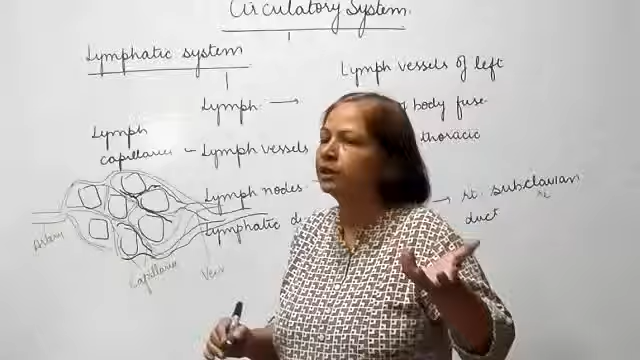 Circulatory System.
Lymphatic system
Lymph vessels of left
Lymph. →
body fuse
Lymph
thoracic
capillaries - Lymph vessels
Lymph nodes
→ rt. subclavian
duct
Lymphatic
Artery
Capillaries
Vein